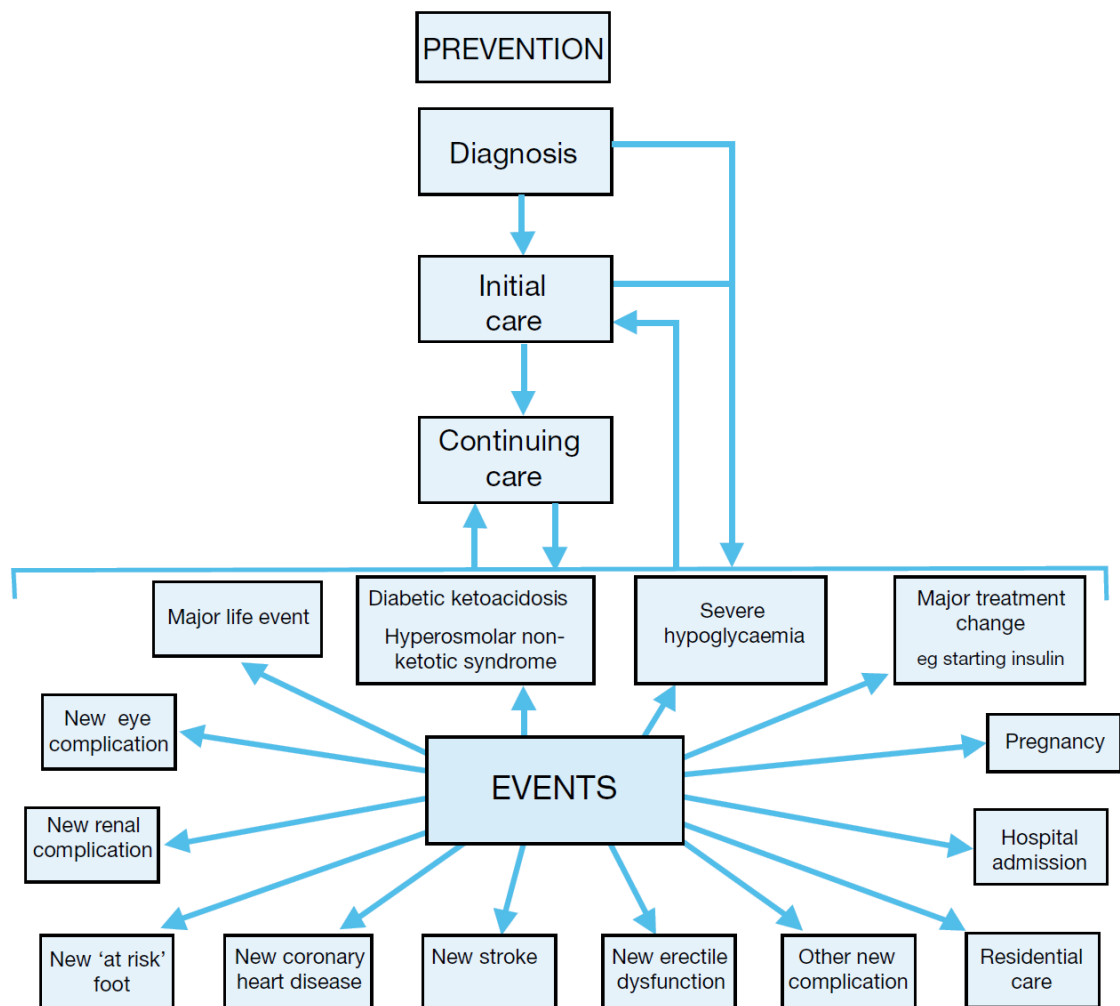 PREVENTION
Diagnosis
Initial
care
Continuing
care
Major life event
Diabetic ketoacidosis
Hyperosmolar non-
ketotic syndrome
Severe
hypoglycaemia
Major treatment
change
eg starting insulin
New eye
complication
Pregnancy
EVENTS
New renal
complication
Hospital
admission
New ‘at risk’
foot
New coronary
heart disease
New stroke
New erectile
dysfunction
Other new
complication
Residential
care